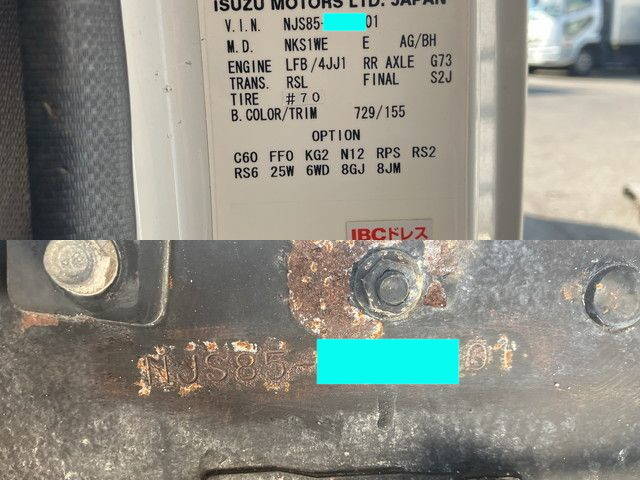 ISUZU MOTORS LTD. JAPAN
V.I.N. NJS85- 01
M.D. NKS1WE E AG/BH
ENGINE LFB/4JJ1 RR AXLE G73
TRANS. RSL FINAL S2J
TIRE #70
B.COLOR/TRIM 729/155
OPTION
C60 FF0 KG2 N12 RPS RS2
RS6 25W 6WD 8GJ 8JM
IBCドレス
NJS85- 01